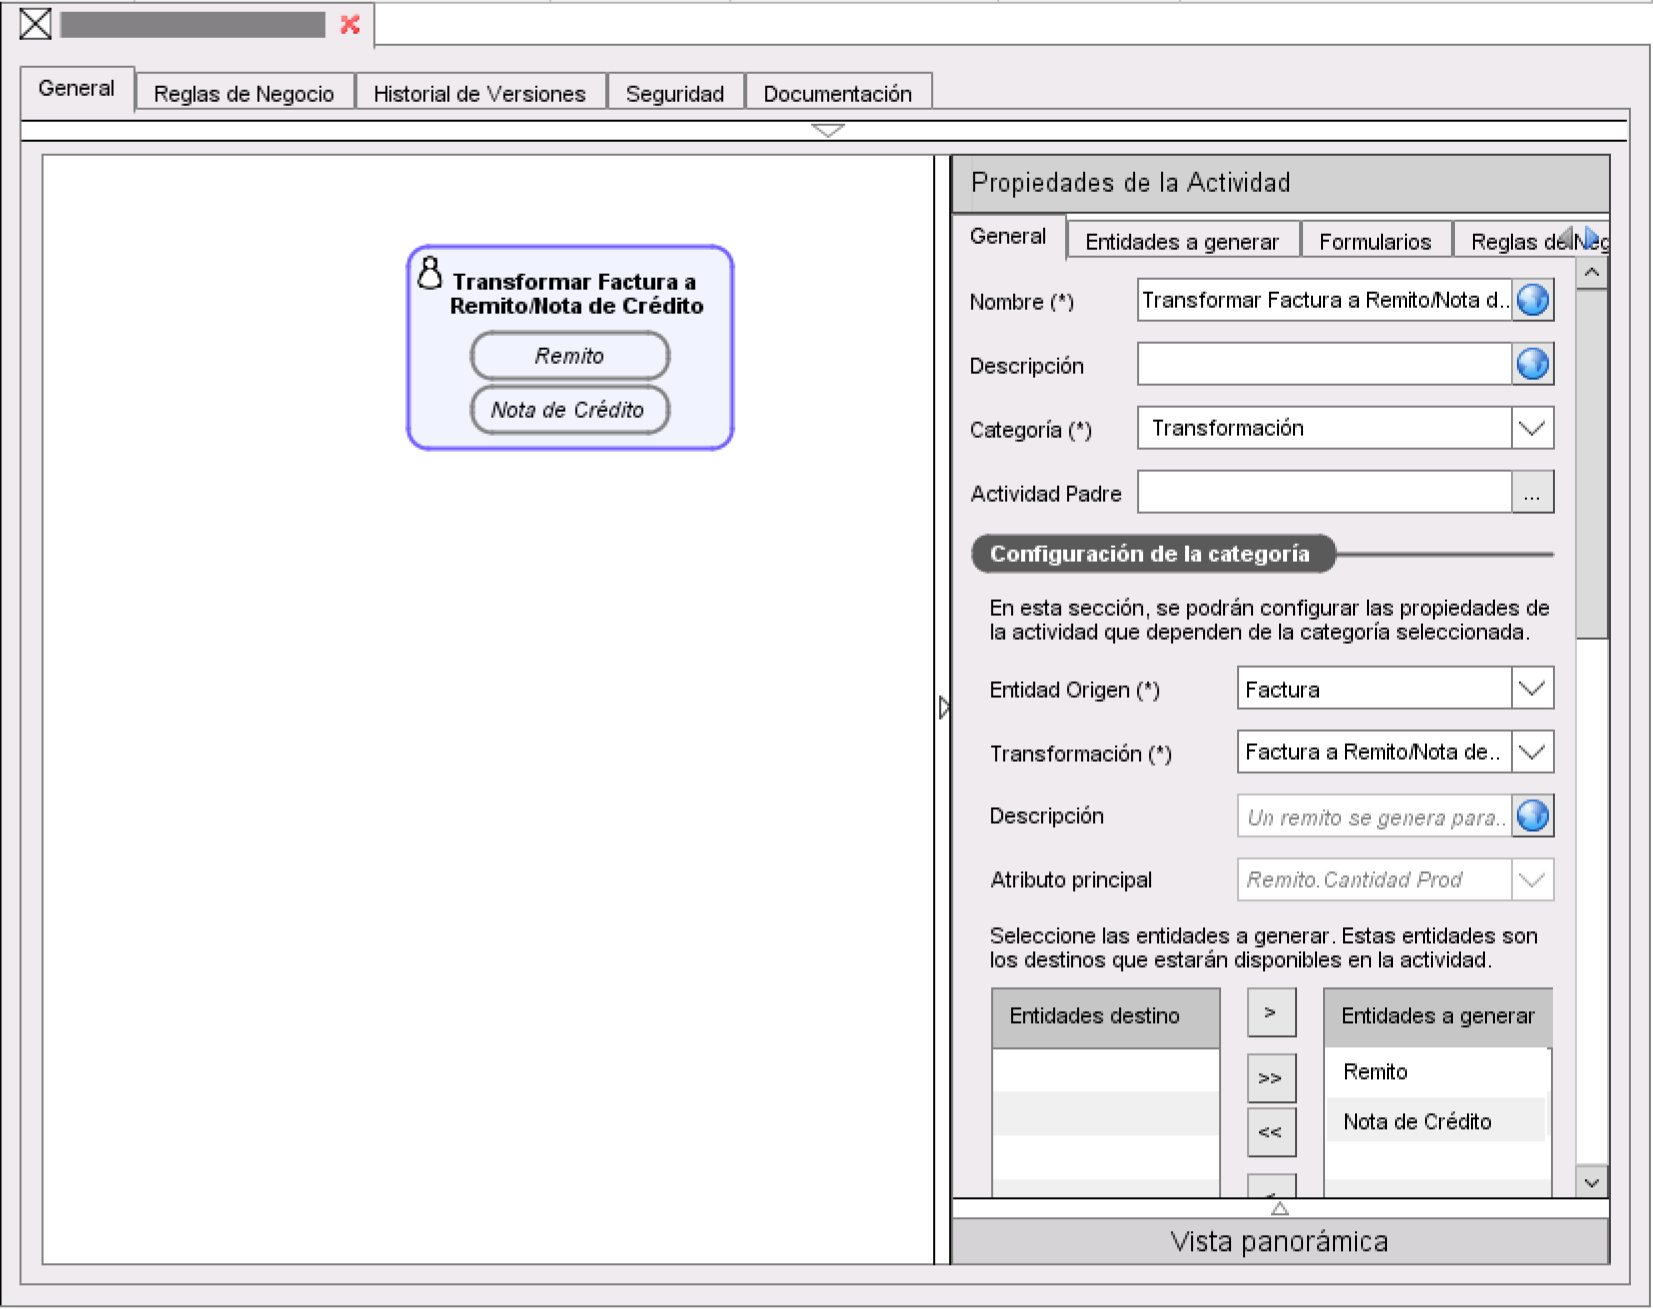 General
Reglas de Negocio
Historial de Versiones
Seguridad
Documentación
Transformar Factura a
Remito/Nota de Crédito
Remito
Nota de Crédito
Propiedades de la Actividad
General
Entidades a generar
Formularios
Reglas de Neg
Nombre (*)
Transformar Factura a Remito/Nota d..
Descripción
Categoría (*)
Transformación
Actividad Padre
...
Configuración de la categoría
En esta sección, se podrán configurar las propiedades de
la actividad que dependen de la categoría seleccionada.
Entidad Origen (*)
Factura
Transformación (*)
Factura a Remito/Nota de..
Descripción
Un remito se genera para..
Atributo principal
Remito.Cantidad Prod
Seleccione las entidades a generar. Estas entidades son
los destinos que estarán disponibles en la actividad.
Entidades destino
>
>>
<<
<
Entidades a generar
Remito
Nota de Crédito
Vista panorámica